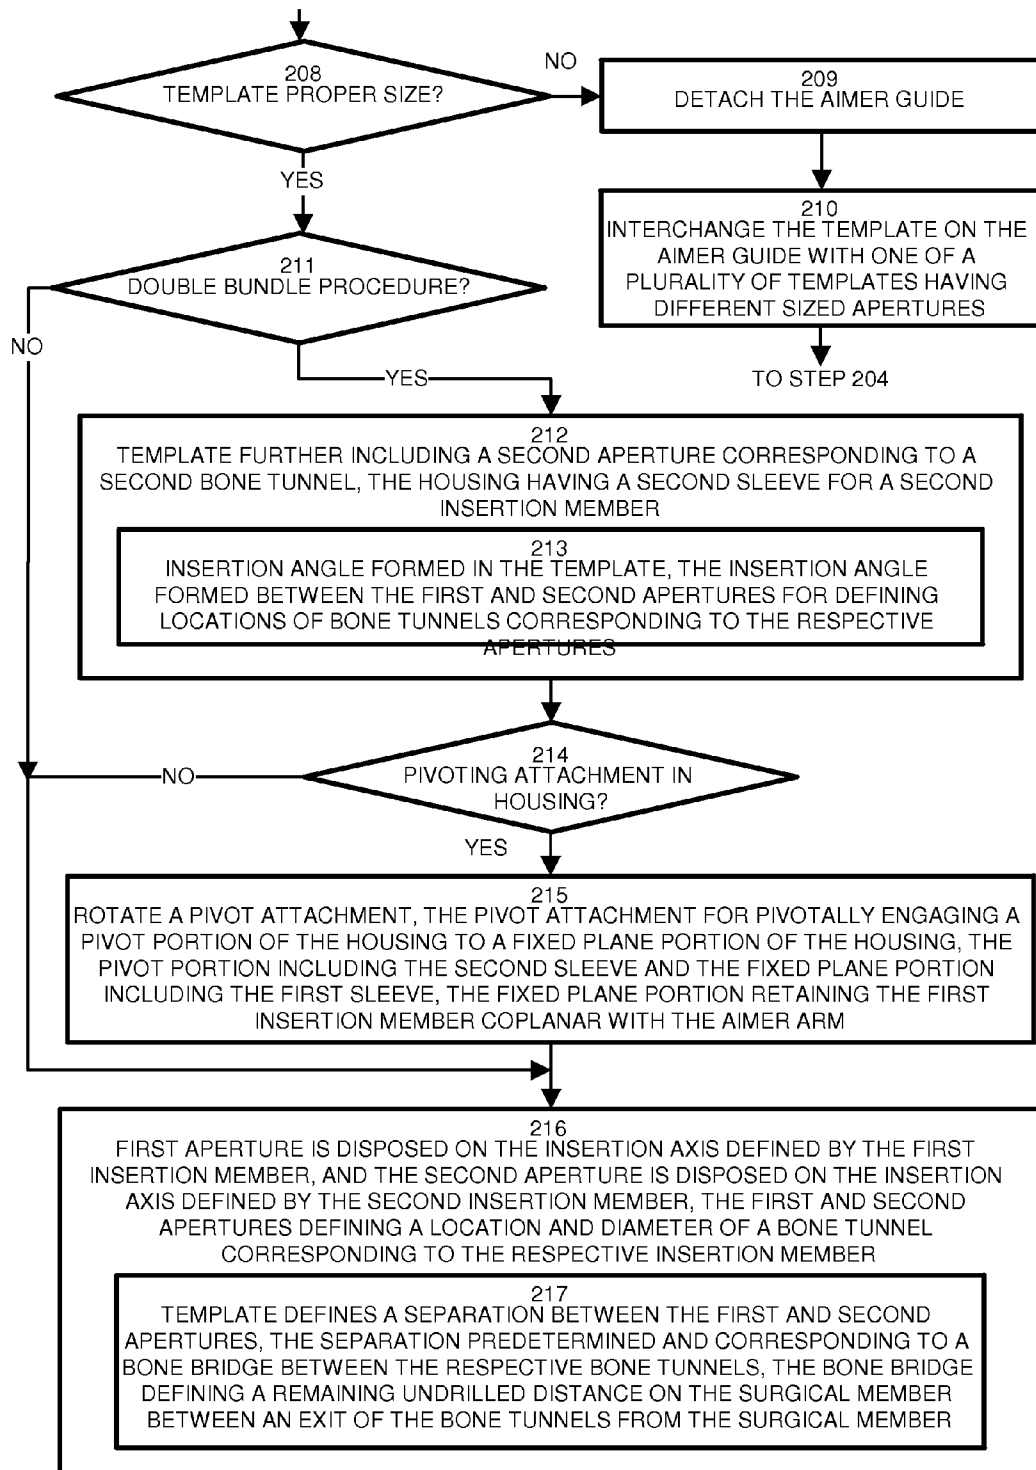 208
TEMPLATE PROPER SIZE?
NO
209
DETACH THE AIMER GUIDE
YES
210
INTERCHANGE THE TEMPLATE ON THE
AIMER GUIDE WITH ONE OF A
PLURALITY OF TEMPLATES HAVING
DIFFERENT SIZED APERTURES
211
DOUBLE BUNDLE PROCEDURE?
NO
YES
TO STEP 204
212
TEMPLATE FURTHER INCLUDING A SECOND APERTURE CORRESPONDING TO A
SECOND BONE TUNNEL, THE HOUSING HAVING A SECOND SLEEVE FOR A SECOND
INSERTION MEMBER
213
INSERTION ANGLE FORMED IN THE TEMPLATE, THE INSERTION ANGLE
FORMED BETWEEN THE FIRST AND SECOND APERTURES FOR DEFINING
LOCATIONS OF BONE TUNNELS CORRESPONDING TO THE RESPECTIVE
APERTURES
214
PIVOTING ATTACHMENT IN
HOUSING?
NO
YES
215
ROTATE A PIVOT ATTACHMENT, THE PIVOT ATTACHMENT FOR PIVOTALLY ENGAGING A
PIVOT PORTION OF THE HOUSING TO A FIXED PLANE PORTION OF THE HOUSING, THE
PIVOT PORTION INCLUDING THE SECOND SLEEVE AND THE FIXED PLANE PORTION
INCLUDING THE FIRST SLEEVE, THE FIXED PLANE PORTION RETAINING THE FIRST
INSERTION MEMBER COPLANAR WITH THE AIMER ARM
216
FIRST APERTURE IS DISPOSED ON THE INSERTION AXIS DEFINED BY THE FIRST
INSERTION MEMBER, AND THE SECOND APERTURE IS DISPOSED ON THE INSERTION
AXIS DEFINED BY THE SECOND INSERTION MEMBER, THE FIRST AND SECOND
APERTURES DEFINING A LOCATION AND DIAMETER OF A BONE TUNNEL
CORRESPONDING TO THE RESPECTIVE INSERTION MEMBER
217
TEMPLATE DEFINES A SEPARATION BETWEEN THE FIRST AND SECOND
APERTURES, THE SEPARATION PREDETERMINED AND CORRESPONDING TO A
BONE BRIDGE BETWEEN THE RESPECTIVE BONE TUNNELS, THE BONE BRIDGE
DEFINING A REMAINING UNDRILLED DISTANCE ON THE SURGICAL MEMBER
BETWEEN AN EXIT OF THE BONE TUNNELS FROM THE SURGICAL MEMBER